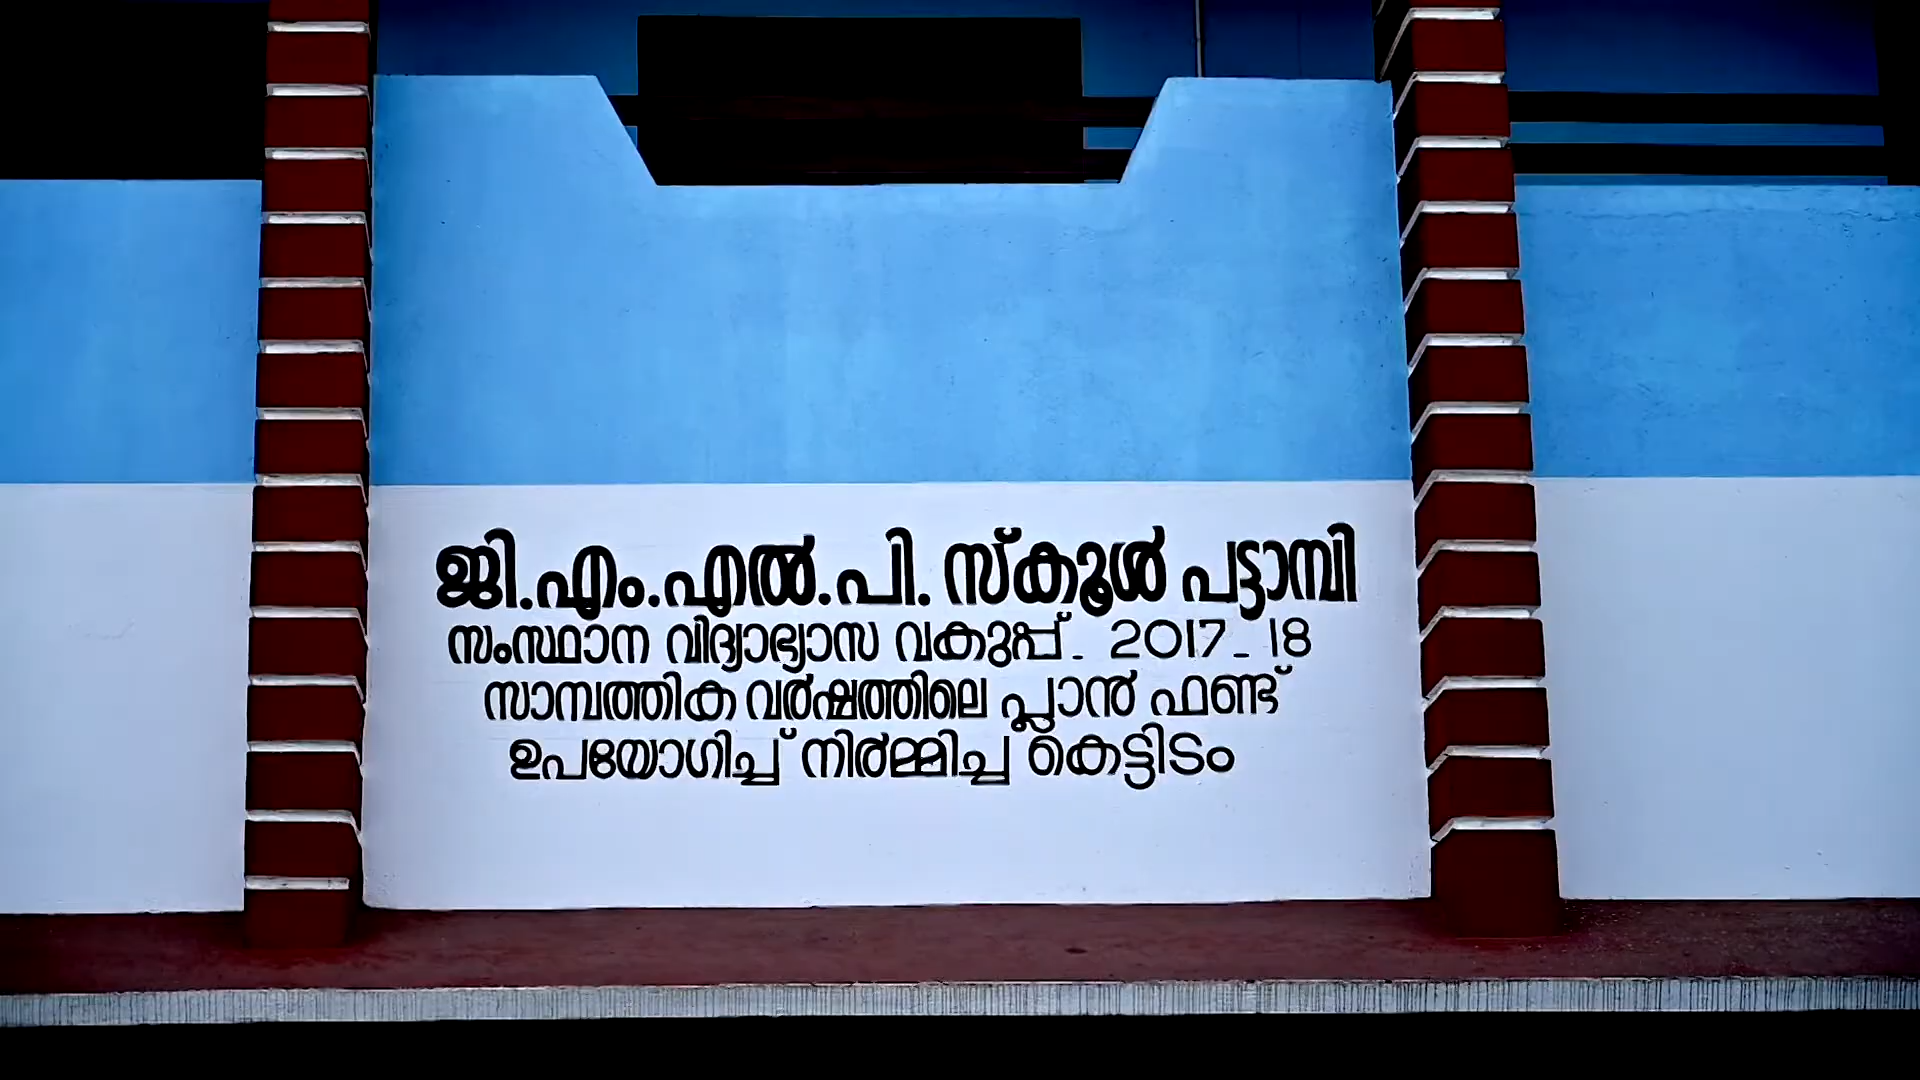 ജി.എം.എൽ.പി. സ്കൂൾ പട്ടാമ്പി
സംസ്ഥാന വിദ്യാഭ്യാസ വകുപ്പ്- 2017-18
സാമ്പത്തിക വർഷത്തിലെ പ്ലാൻ ഫണ്ട്
ഉപയോഗിച്ച് നിർമ്മിച്ച കെട്ടിടം